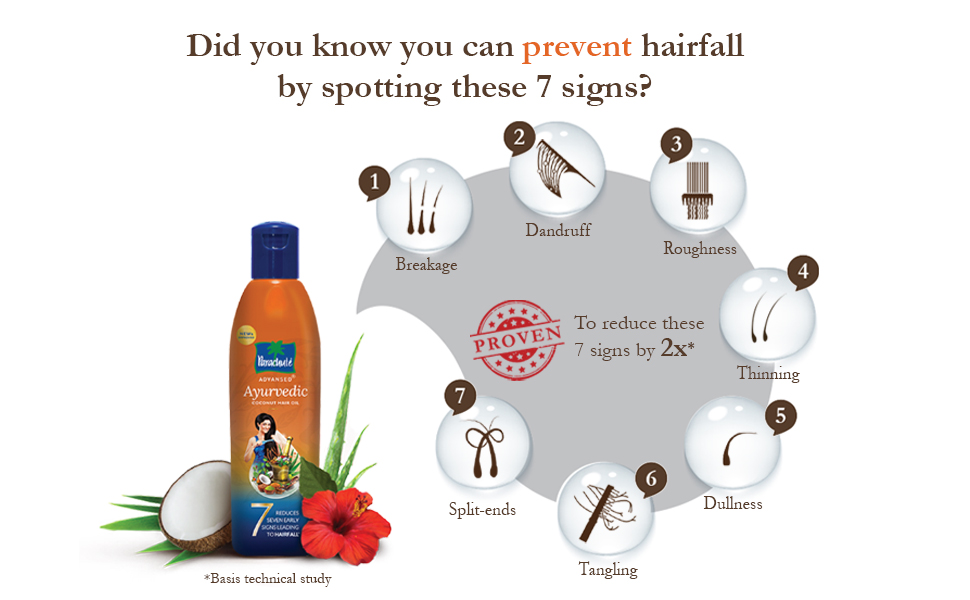 Did you know you can prevent hairfall
by spotting these 7 signs?
1
Breakage
2
Dandruff
3
Roughness
4
Thinning
5
Dullness
6
Tangling
7
Split-ends
PROVEN
To reduce these
7 signs by 2x*
Parachute
ADVANSED
Ayurvedic
COCONUT HAIR OIL
7
REDUCES
SEVEN EARLY
SIGNS LEADING
TO HAIRFALL
*Basis technical study